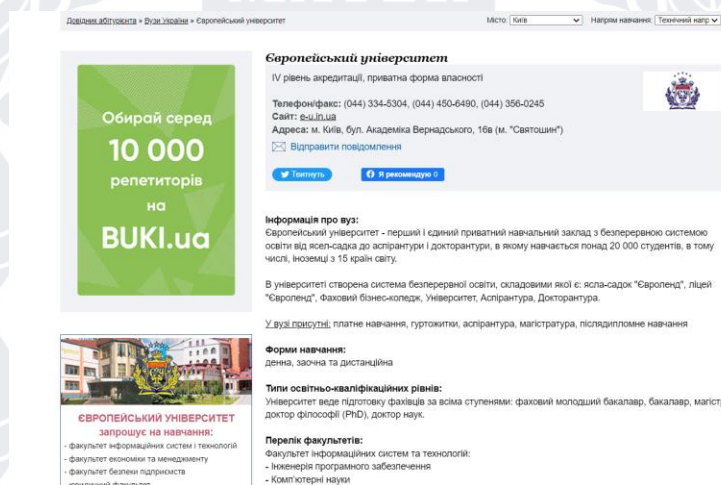 Довідник абітурієнта » Вузи України » Європейський університет
Місто: Київ
Напрям навчання: Технічний напр
Обирай серед
10 000
репетиторів
на
BUKI.ua
Європейський університет
IV рівень акредитації, приватна форма власності
Телефон/факс: (044) 334-5304, (044) 450-6490, (044) 356-0245
Сайт: e-u.in.ua
Адреса: м. Київ, бул. Академіка Вернадського, 16в (м. "Святошин")
Відправити повідомлення
Твитнуть
Я рекомендую 0
Інформація про вуз:
Європейський університет - перший і єдиний приватний навчальний заклад з безперервною системою
освіти від ясел-садка до аспірантури і докторантури, в якому навчається понад 20 000 студентів, в тому
числі, іноземці з 15 країн світу.
В університеті створена система безперервної освіти, складовими якої є: ясла-садок "Євроленд", ліцей
"Євроленд", Фаховий бізнес-коледж, Університет, Аспірантура, Докторантура.
У вузі присутні: платне навчання, гуртожитки, аспірантура, магістратура, післядипломне навчання
Форми навчання:
денна, заочна та дистанційна
Типи освітньо-кваліфікаційних рівнів:
Університет веде підготовку фахівців за всіма ступенями: фаховий молодший бакалавр, бакалавр, магістр
доктор філософії (PhD), доктор наук.
Перелік факультетів:
Факультет інформаційних систем та технологій:
- Інженерія програмного забезпечення
- Комп'ютерні науки
ЄВРОПЕЙСЬКИЙ УНІВЕРСИТЕТ
запрошує на навчання:
- факультет інформаційних систем і технологій
- факультет економіки та менеджменту
- факультет безпеки підприємств
- юридичний факультет